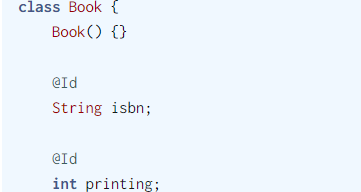 class Book {
    Book() {}

    @Id
    String isbn;

    @Id
    int printing;